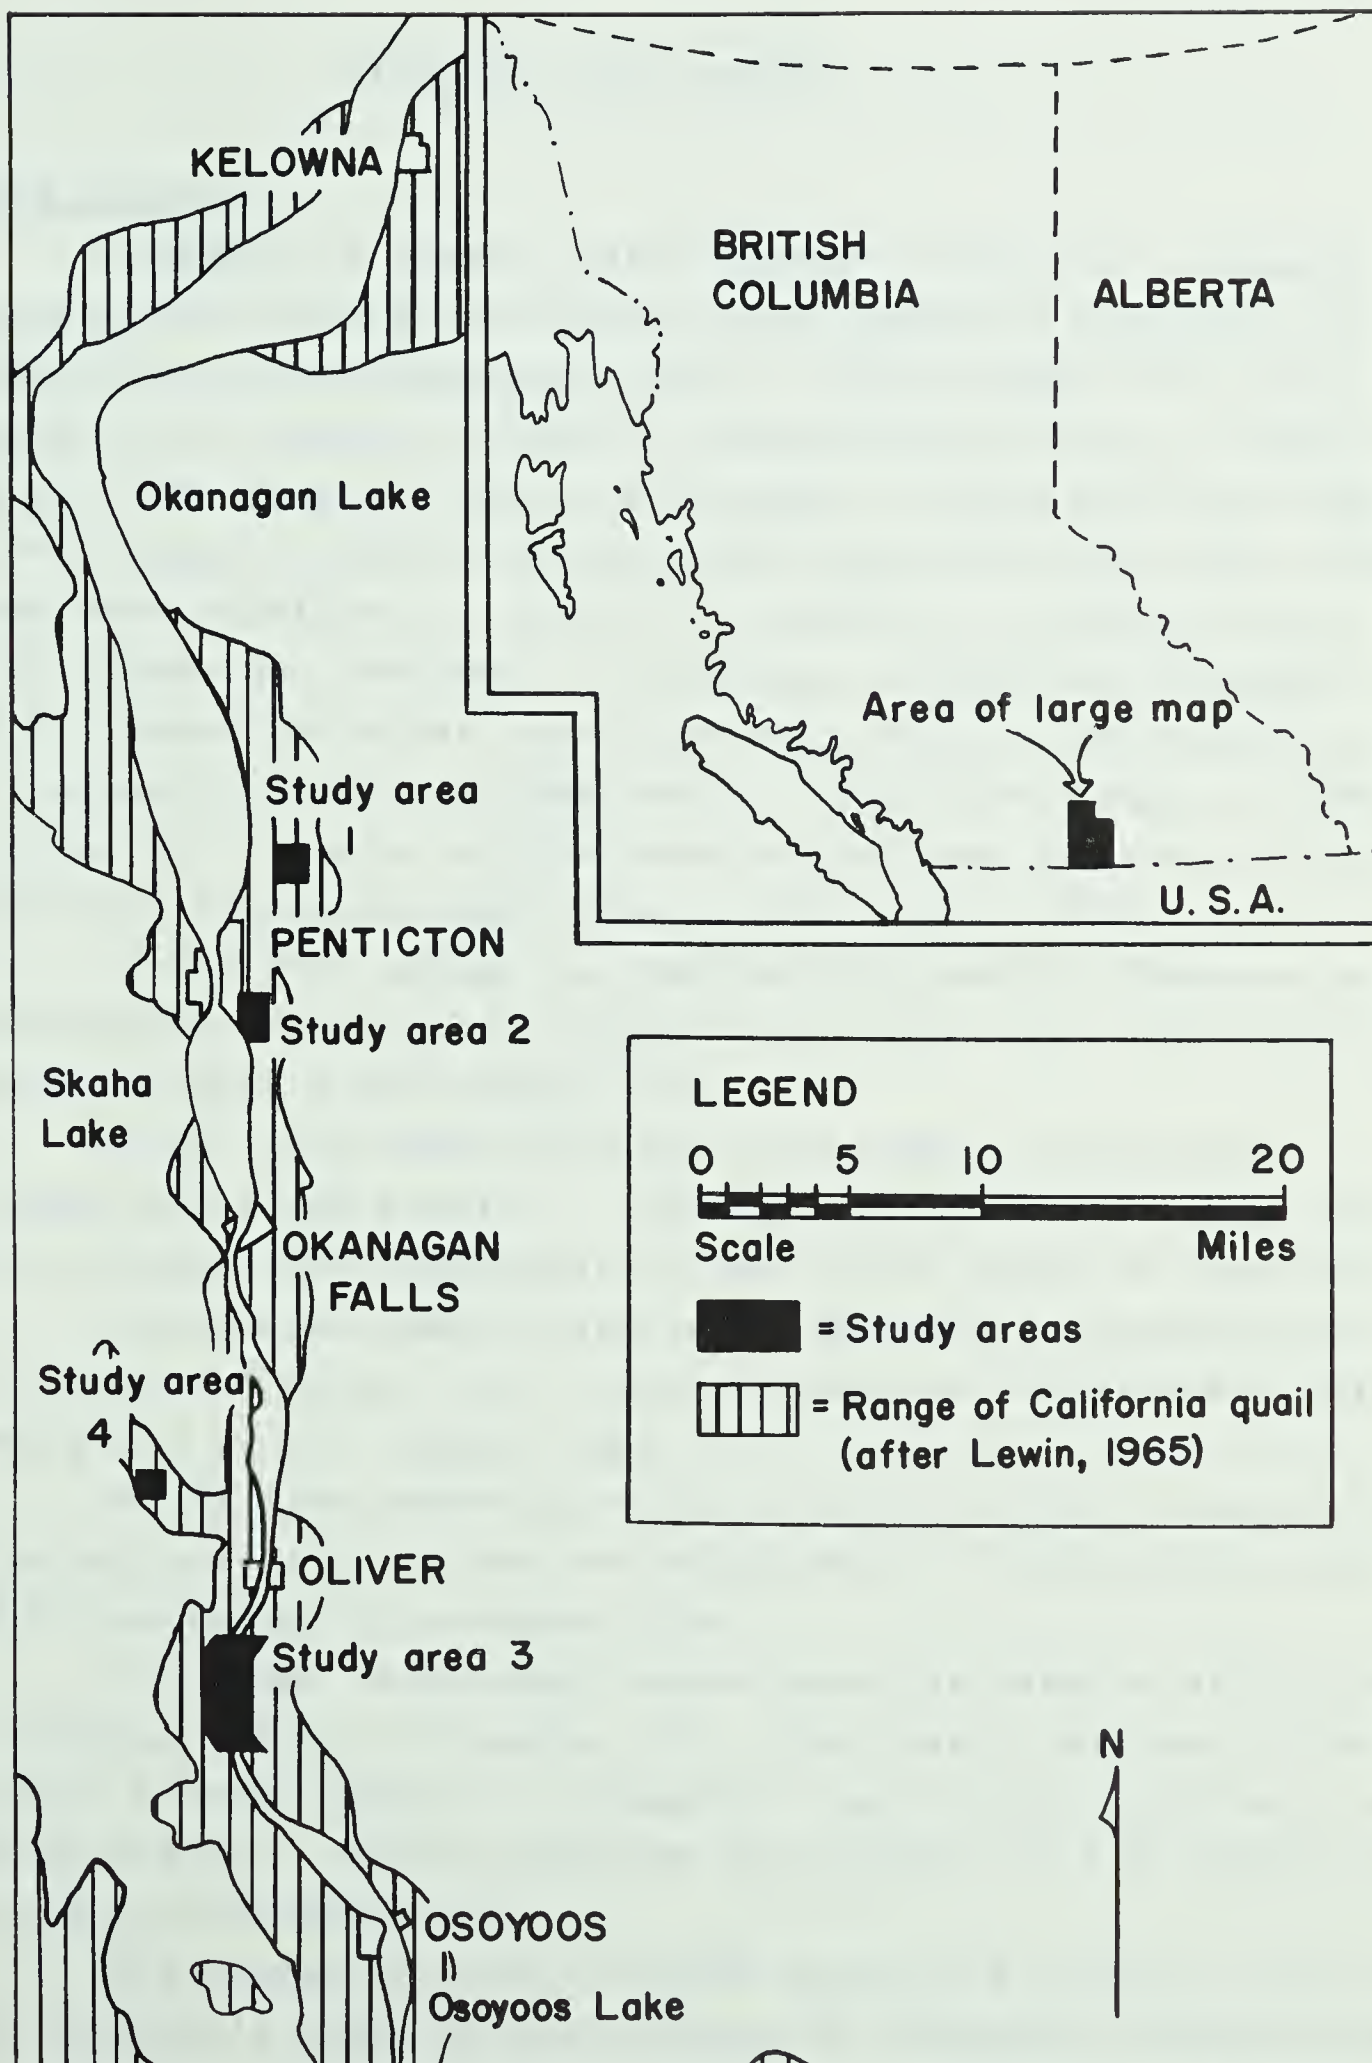 KELOWNA
BRITISH
COLUMBIA
ALBERTA
Okanagan Lake
Area of large map
U.S.A.
Study area
1
PENTICTON
Study area 2
Skaha
Lake
OKANAGAN
FALLS
Study area
4
OLIVER
Study area 3
OSOYOOS
Osoyoos Lake
LEGEND
0 5 10 20
Scale Miles
= Study areas
= Range of California quail
(after Lewin, 1965)
N